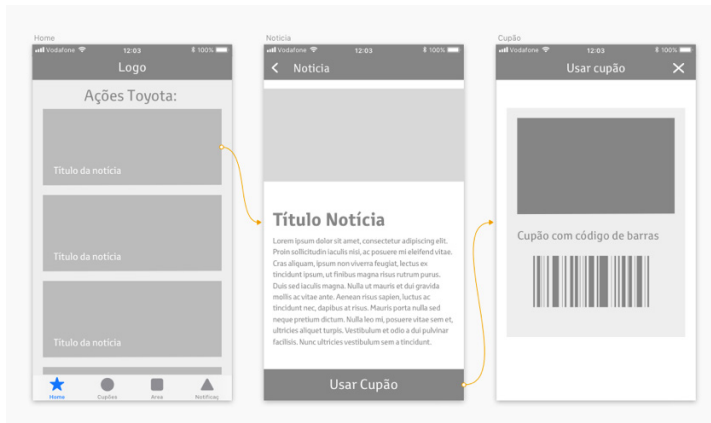 Home
Vodafone 12:03 100%
Logo
Ações Toyota:
Título da notícia
Título da notícia
Título da notícia
Home Cupões Area Notificaç
Noticia
Vodafone 12:03 100%
Noticia
Título Notícia
Lorem ipsum dolor sit amet, consectetur adipiscing elit.
Proin sollicitudin iaculis nisi, ac posuere mi eleifend vitae.
Cras aliquam, ipsum non viverra feugiat, lectus ex
tincidunt ipsum, ut finibus magna risus rutrum purus.
Duis sed iaculis magna. Nulla ut mauris et dui gravida
mollis ac vitae ante. Aenean risus sapien, luctus ac
tincidunt nec, dapibus at risus. Mauris porta nulla sed
neque pretium dictum. Nulla leo mi, posuere vitae sem et,
ultricies aliquet turpis. Vestibulum et odio a dui pulvinar
facilisis. Nunc ultricies vestibulum sem a tincidunt.
Usar Cupão
Cupão
Vodafone 12:03 100%
Usar cupão
Cupão com código de barras